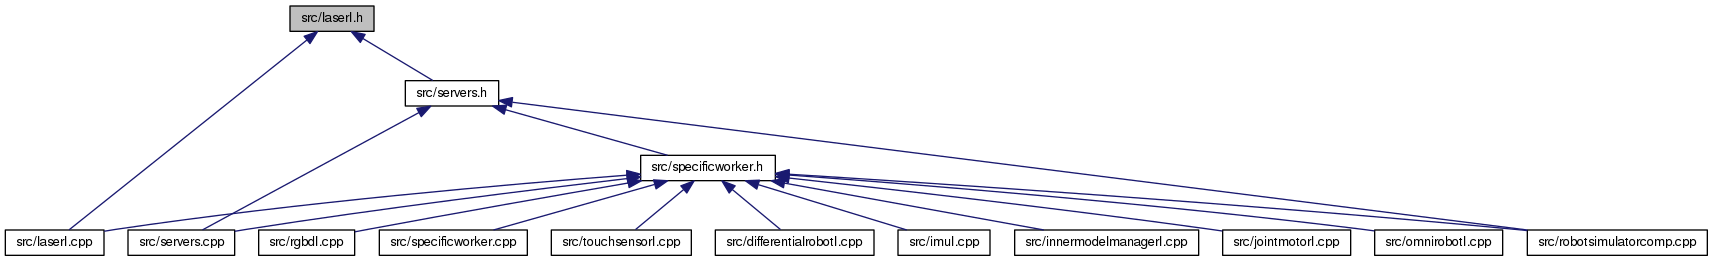 src/laserI.h
src/servers.h
src/specificworker.h
src/laserI.cpp
src/servers.cpp
src/rgbdI.cpp
src/specificworker.cpp
src/touchsensorI.cpp
src/differentialrobotI.cpp
src/imuI.cpp
src/innermodelmanagerI.cpp
src/jointmotorI.cpp
src/omnirobotI.cpp
src/robotsimulatorcomp.cpp